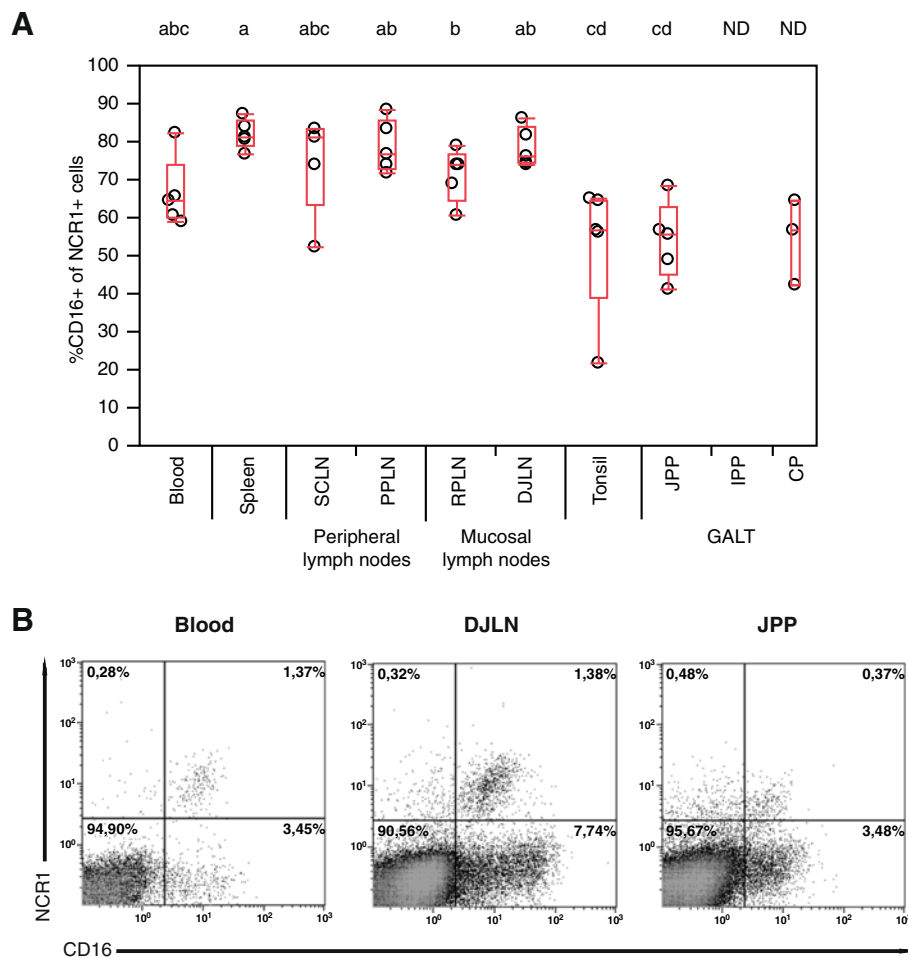 A
abc a abc ab b ab cd cd ND ND
100
90
80
70
60
50
40
30
20
10
0
%CD16+ of NCR1+ cells
Blood Spleen SCLN PPLN RPLN DJLN Tonsil JPP IPP CP
Peripheral lymph nodes
Mucosal lymph nodes
GALT
B
Blood DJLN JPP
10³ 10³ 10³
0,28% 1,37% 0,32% 1,38% 0,48% 0,37%
10² 10² 10²
10¹ 10¹ 10¹
94,90% 3,45% 90,56% 7,74% 95,67% 3,48%
10⁰ 10⁰ 10⁰
10⁰ 10¹ 10² 10³ 10⁰ 10¹ 10² 10³ 10⁰ 10¹ 10²
NCR1
CD16